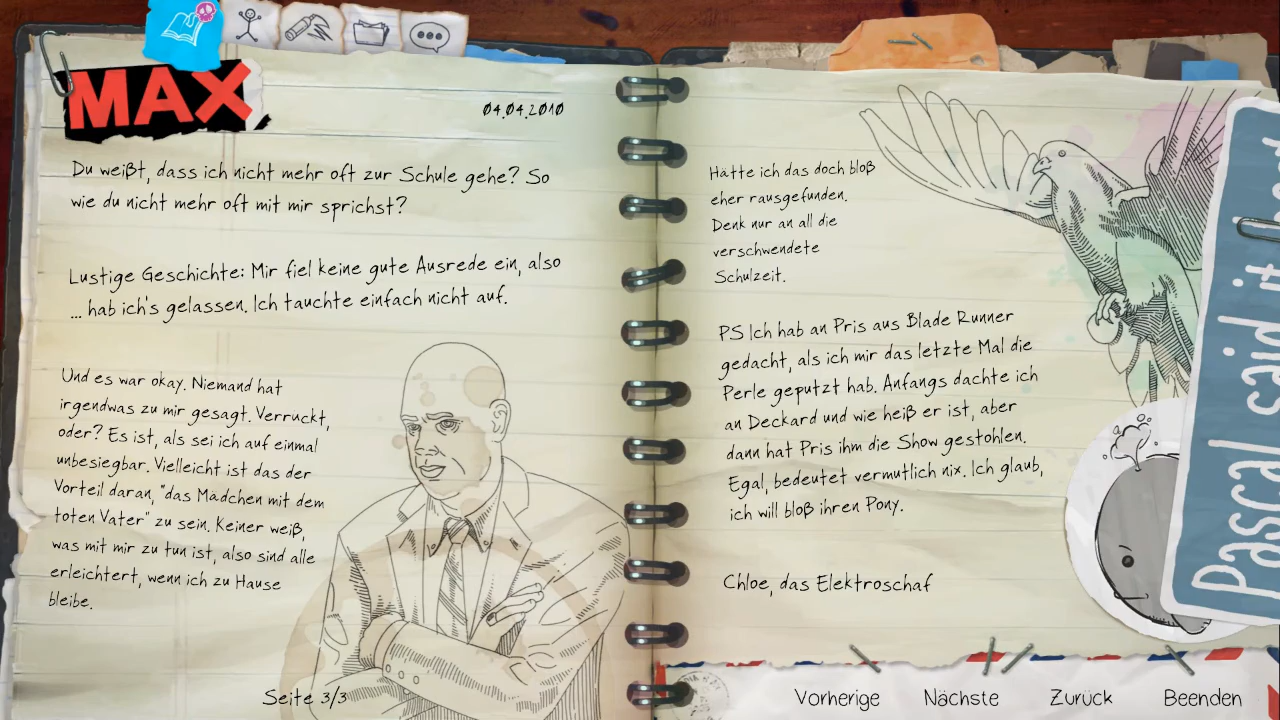 MAX
04.04.2010
Du weißt, dass ich nicht mehr oft zur Schule gehe? So
wie du nicht mehr oft mit mir sprichst?
Lustige Geschichte: Mir fiel keine gute Ausrede ein, also
... hab ich's gelassen. Ich tauchte einfach nicht auf.
Und es war okay. Niemand hat
irgendwas zu mir gesagt. Verrückt,
oder? Es ist, als sei ich auf einmal
unbesiegbar. Vielleicht ist das der
Vorteil daran, "das Mädchen mit dem
toten Vater" zu sein. Keiner weiß,
was mit mir zu tun ist, also sind alle
erleichtert, wenn ich zu Hause
bleibe.
Seite 3/3
Hätte ich das doch bloß
eher rausgefunden.
Denk nur an all die
verschwendete
Schulzeit.
PS Ich hab an Pris aus Blade Runner
gedacht, als ich mir das letzte Mal die
Perle geputzt hab. Anfangs dachte ich
an Deckard und wie heiß er ist, aber
dann hat Pris ihm die Show gestohlen.
Egal, bedeutet vermutlich nix. Ich glaub,
ich will bloß ihren Pony.
Chloe, das Elektroschaf
Pascal said it
Vorherige Nächste Zurück Beenden